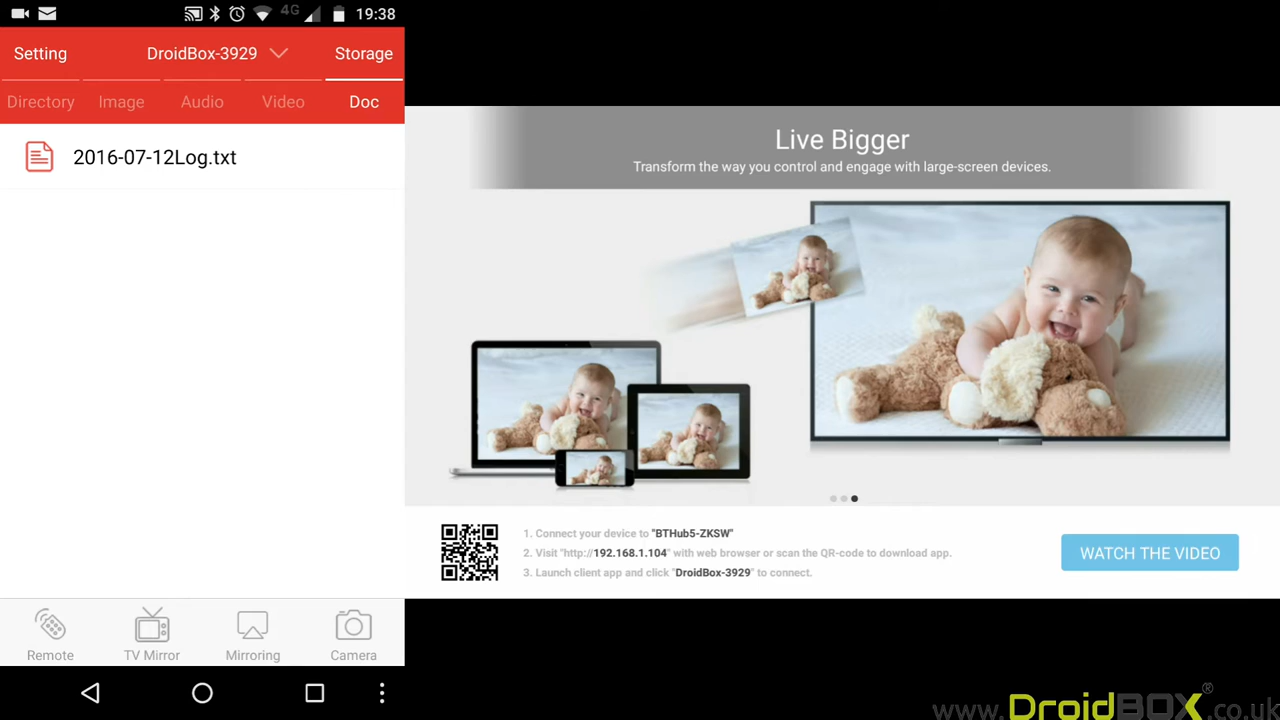 4G 19:38
Setting DroidBox-3929 Storage
Directory Image Audio Video Doc
2016-07-12Log.txt
Remote TV Mirror Mirroring Camera
Live Bigger
Transform the way you control and engage with large-screen devices.
1. Connect your device to "BTHub5-ZKSW"
2. Visit "http://192.168.1.104" with web browser or scan the QR-code to download app.
3. Launch client app and click "DroidBox-3929" to connect.
WATCH THE VIDEO
www.DroidBOX®.co.uk